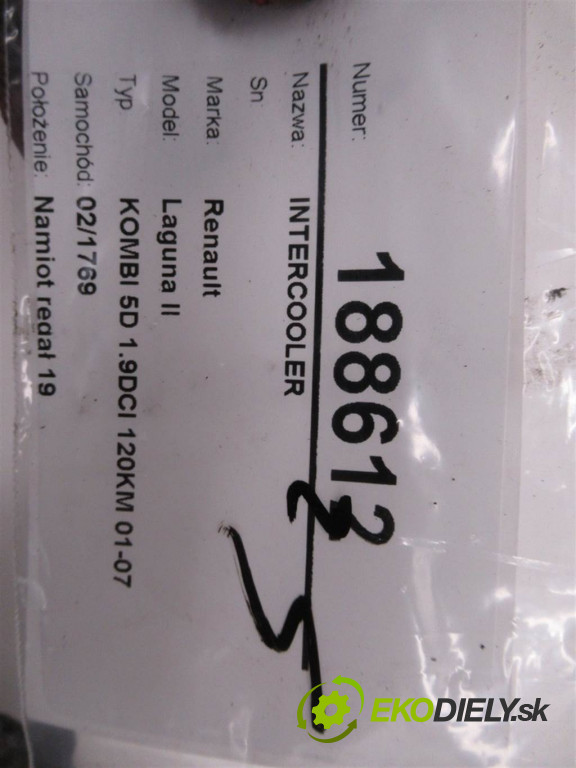 Numer: 188612
Nazwa: INTERCOOLER
Sn
Marka: Renault
Model: Laguna II
Typ KOMBI 5D 1.9DCI 120KM 01-07
Samochód: 02/1769
Położenie: Namiot redał 19
EKODIELY.sk